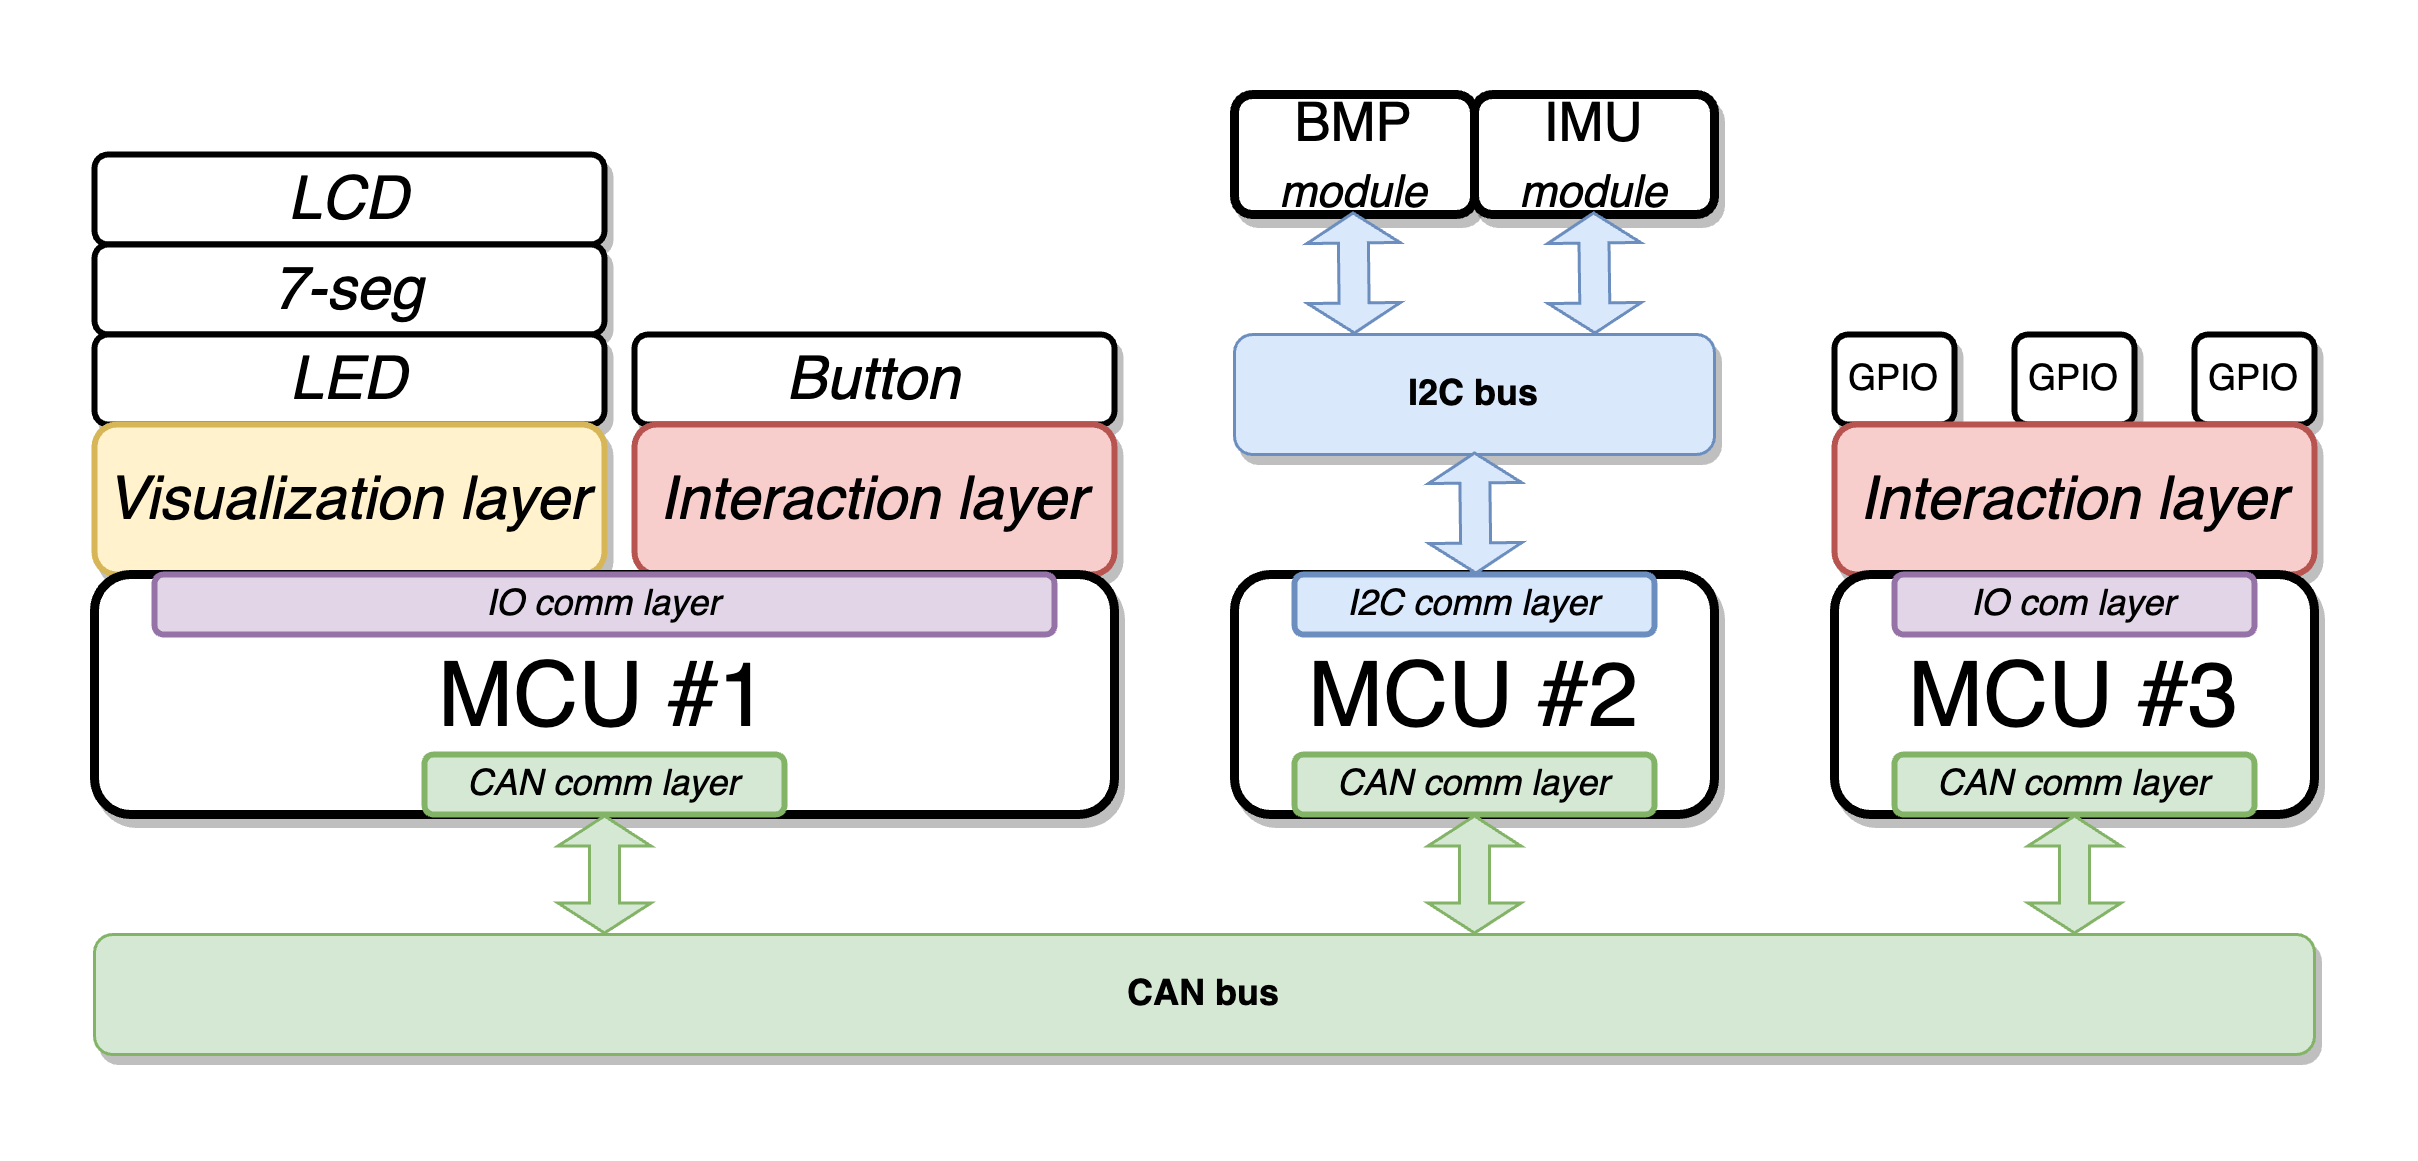 BMP
module
IMU
module
LCD
7-seg
LED
Button
I2C bus
GPIO
GPIO
GPIO
Visualization layer
Interaction layer
Interaction layer
IO comm layer
I2C comm layer
IO com layer
MCU #1
MCU #2
MCU #3
CAN comm layer
CAN comm layer
CAN comm layer
CAN bus